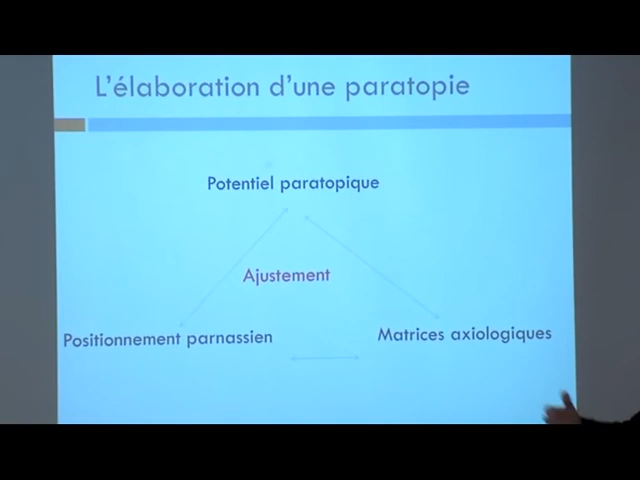 L'élaboration d'une paratopie
Potentiel paratopique
Ajustement
Positionnement parnassien
Matrices axiologiques